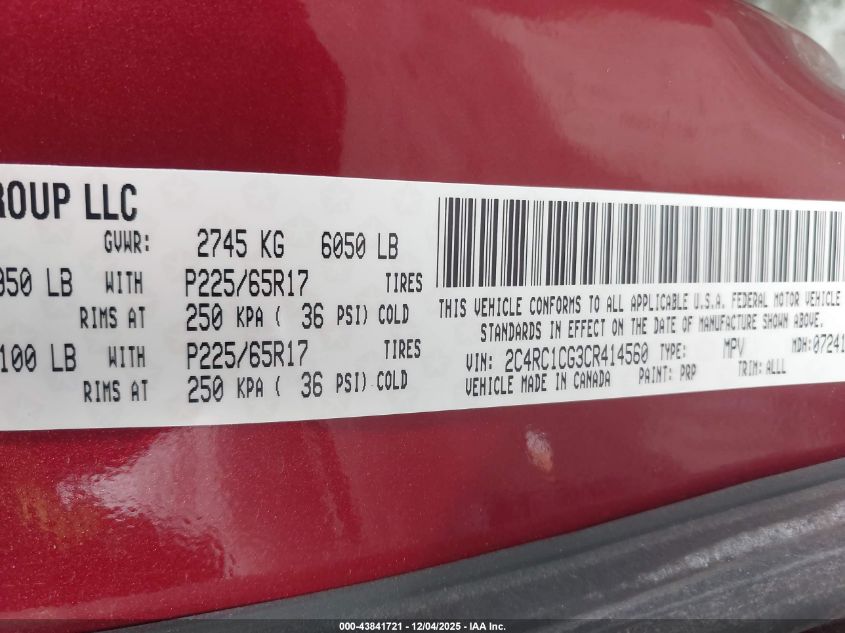 ROUP LLC
GVWR: 2745 KG 6050 LB
050 LB WITH P225/65R17 TIRES
RIMS AT 250 KPA ( 36 PSI) COLD
100 LB WITH P225/65R17 TIRES
RIMS AT 250 KPA ( 36 PSI) COLD
THIS VEHICLE CONFORMS TO ALL APPLICABLE U.S.A. FEDERAL MOTOR VEHICLE
STANDARDS IN EFFECT ON THE DATE OF MANUFACTURE SHOWN ABOVE.
VIN: 2C4RC1CG3CR414560 TYPE: MPV MDH: 07241
VEHICLE MADE IN CANADA PAINT: PRP TRIM: ALLL
000-43841721 | 12/04/2025 - IAA Inc.